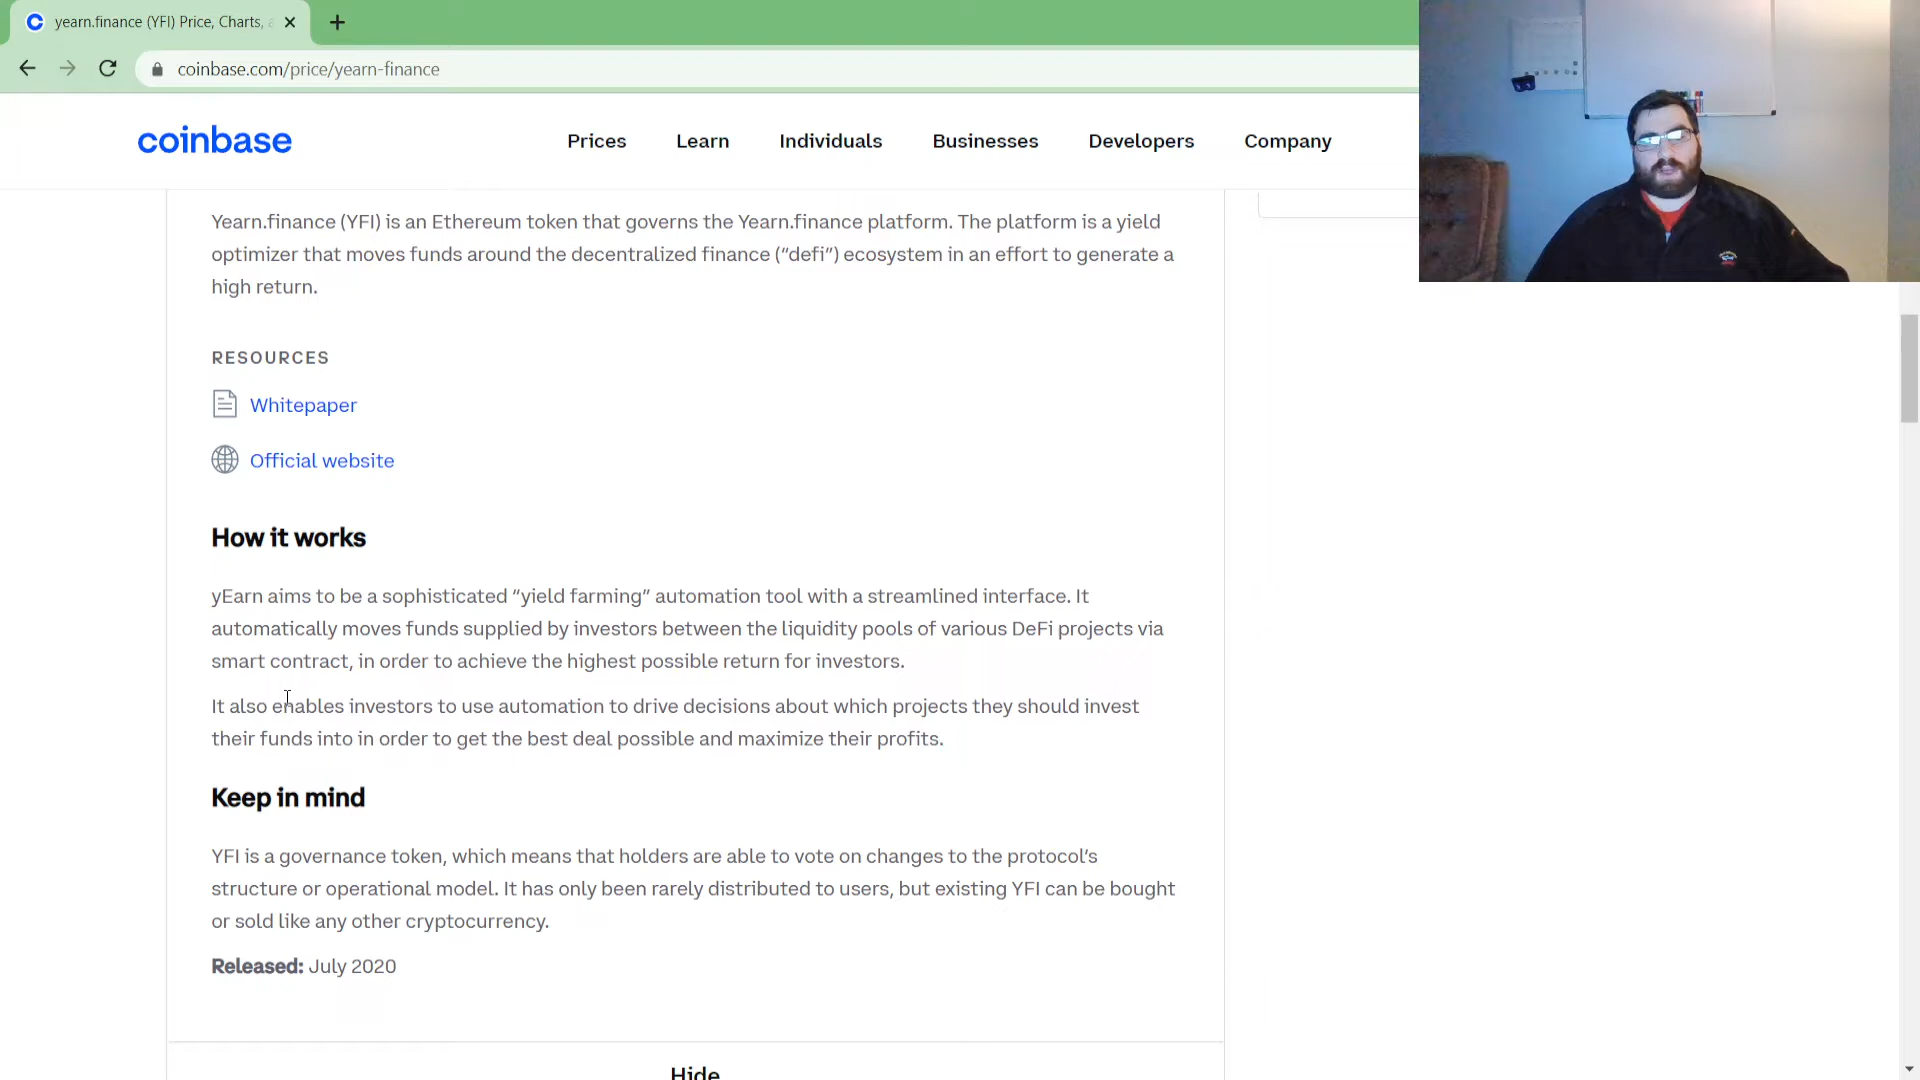 yearn.finance (YFI) Price, Charts,
coinbase.com/price/yearn-finance
coinbase
Prices
Learn
Individuals
Businesses
Developers
Company
Yearn.finance (YFI) is an Ethereum token that governs the Yearn.finance platform. The platform is a yield
optimizer that moves funds around the decentralized finance (“defi”) ecosystem in an effort to generate a
high return.
RESOURCES
Whitepaper
Official website
How it works
yEarn aims to be a sophisticated “yield farming” automation tool with a streamlined interface. It
automatically moves funds supplied by investors between the liquidity pools of various DeFi projects via
smart contract, in order to achieve the highest possible return for investors.
It also enables investors to use automation to drive decisions about which projects they should invest
their funds into in order to get the best deal possible and maximize their profits.
Keep in mind
YFI is a governance token, which means that holders are able to vote on changes to the protocol’s
structure or operational model. It has only been rarely distributed to users, but existing YFI can be bought
or sold like any other cryptocurrency.
Released: July 2020
Hide